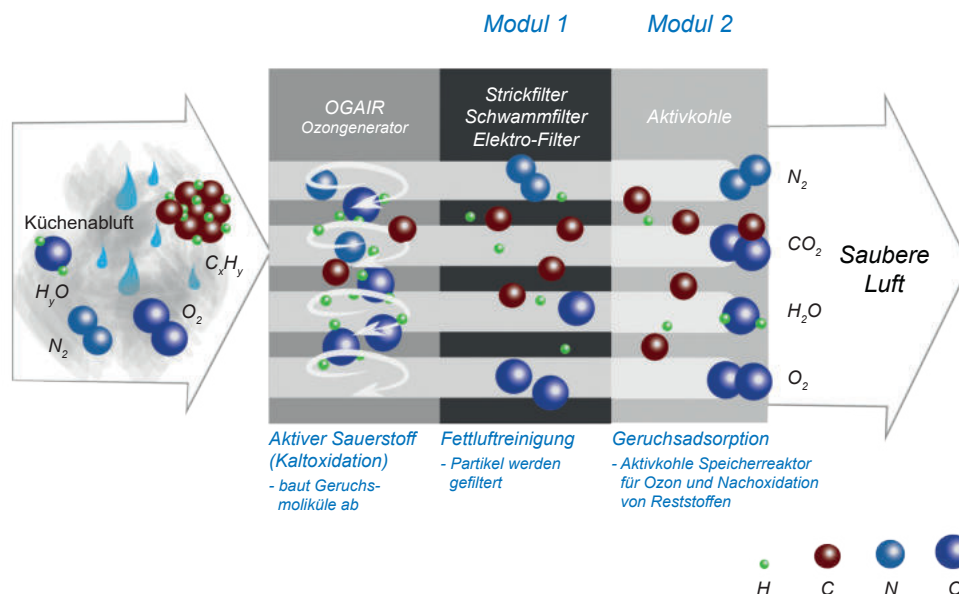 Modul 1
Modul 2
OGAIR
Ozongenerator
Strickfilter
Schwammfilter
Elektro-Filter
Aktivkohle
Küchenabluft
CxHy
HyO
O2
N2
N2
CO2
H2O
O2
Saubere
Luft
Aktiver Sauerstoff
(Kaltoxidation)
- baut Geruchs-
moliküle ab
Fettluftreinigung
- Partikel werden
gefiltert
Geruchsadsorption
- Aktivkohle Speicherreaktor
für Ozon und Nachoxidation
von Reststoffen
H C N O